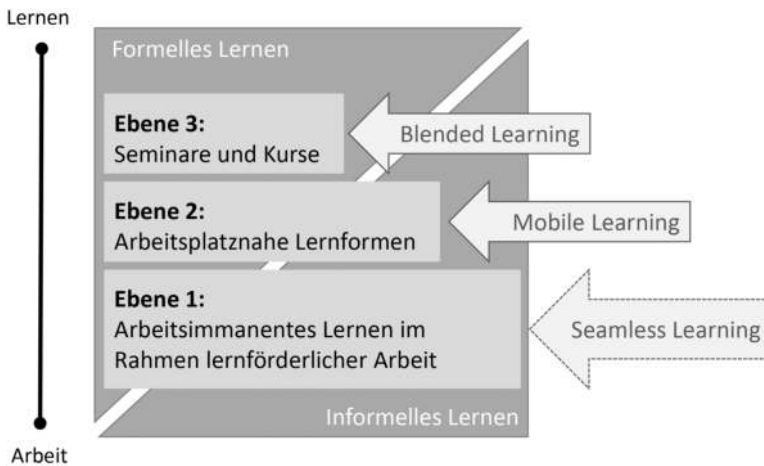 Lernen
Formelles Lernen
Ebene 3:
Seminare und Kurse
Blended Learning
Ebene 2:
Arbeitsplatznahe Lernformen
Mobile Learning
Ebene 1:
Arbeitsimmanentes Lernen im
Rahmen lernförderlicher Arbeit
Seamless Learning
Informelles Lernen
Arbeit